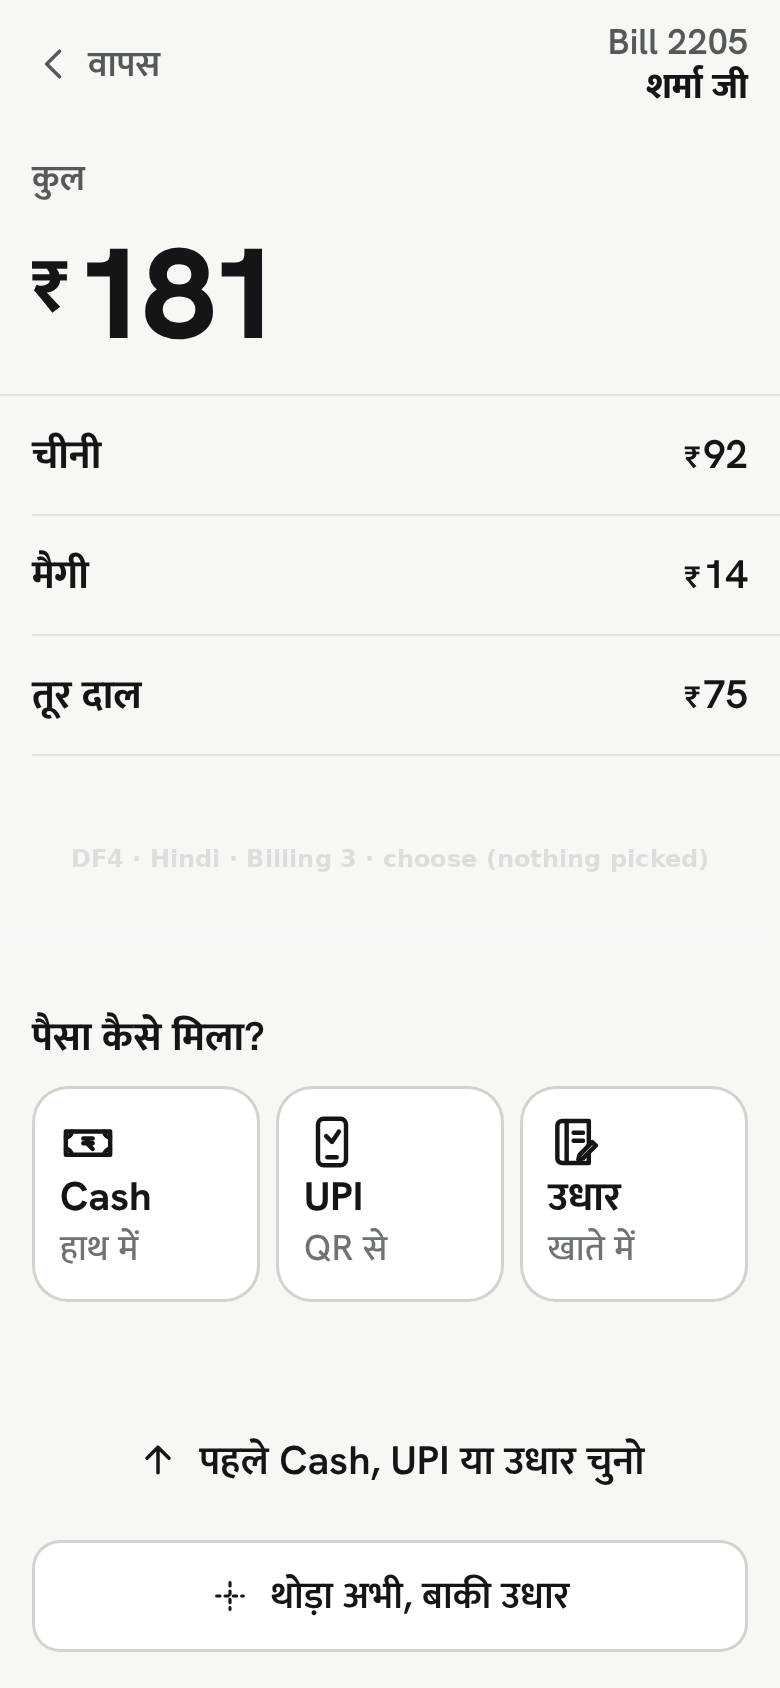 वापस
Bill 2205
शर्मा जी
कुल
₹181
चीनी ₹92
मैगी ₹14
तूर दाल ₹75
DF4 · Hindi · Billing 3 · choose (nothing picked)
पैसा कैसे मिला?
Cash
हाथ में
UPI
QR से
उधार
खाते में
↑ पहले Cash, UPI या उधार चुनो
थोड़ा अभी, बाकी उधार